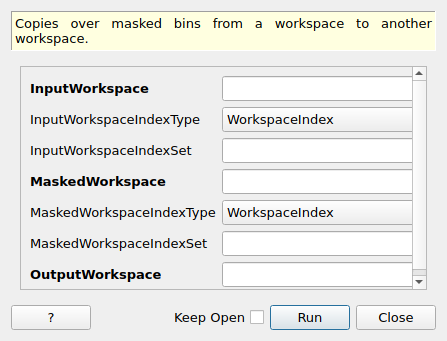 Copies over masked bins from a workspace to another
workspace.
InputWorkspace
InputWorkspaceIndexType WorkspaceIndex
InputWorkspaceIndexSet
MaskedWorkspace
MaskedWorkspaceIndexType WorkspaceIndex
MaskedWorkspaceIndexSet
OutputWorkspace
? Keep Open Run Close